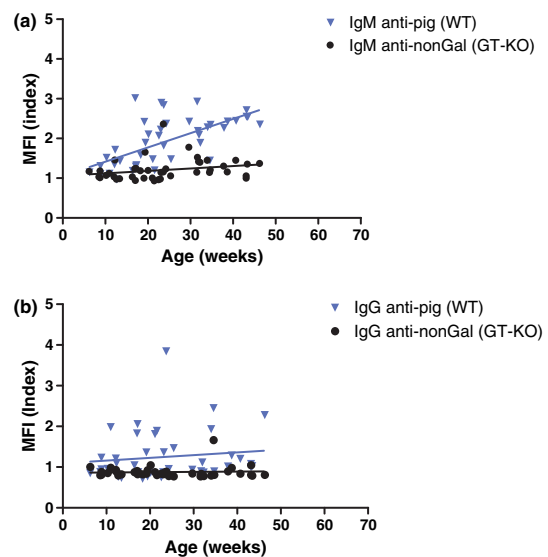 (a)
IgM anti-pig (WT)
IgM anti-nonGal (GT-KO)
5
4
3
2
1
0
MFI (index)
0 10 20 30 40 50 60 70
Age (weeks)
(b)
IgG anti-pig (WT)
IgG anti-nonGal (GT-KO)
5
4
3
2
1
0
MFI (Index)
0 10 20 30 40 50 60 70
Age (weeks)